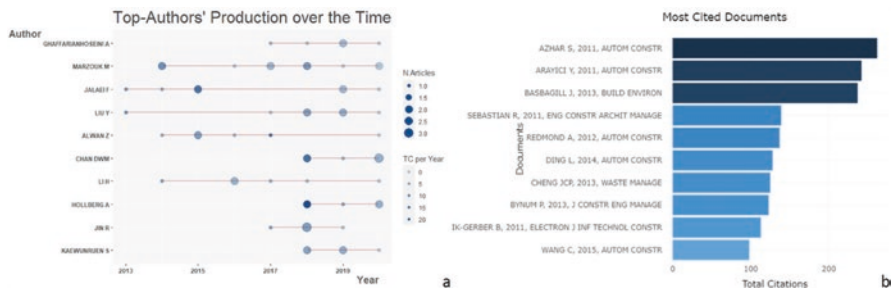 Top-Authors' Production over the Time
Author
GHAFFARIANHOSEINI A
MARZOUK M
JALAEI F
LIU Y
ALWAN Z
CHAN DWM
LI H
HOLLBERG A
JIN R
KAEWUNRUEN S
2013
2015
2017
2019
Year
N.Articles
1.0
1.5
2.0
2.5
3.0
TC per Year
0
5
10
15
20
a
Most Cited Documents
Documents
AZHAR S, 2011, AUTOM CONSTR
ARAYICI Y, 2011, AUTOM CONSTR
BASBAGILL J, 2013, BUILD ENVIRON
SEBASTIAN R, 2011, ENG CONSTR ARCHIT MANAGE
REDMOND A, 2012, AUTOM CONSTR
DING L, 2014, AUTOM CONSTR
CHENG JCP, 2013, WASTE MANAGE
BYNUM P, 2013, J CONSTR ENG MANAGE
IK-GERBER B, 2011, ELECTRON J INF TECHNOL CONSTR
WANG C, 2015, AUTOM CONSTR
0
100
200
Total Citations
b